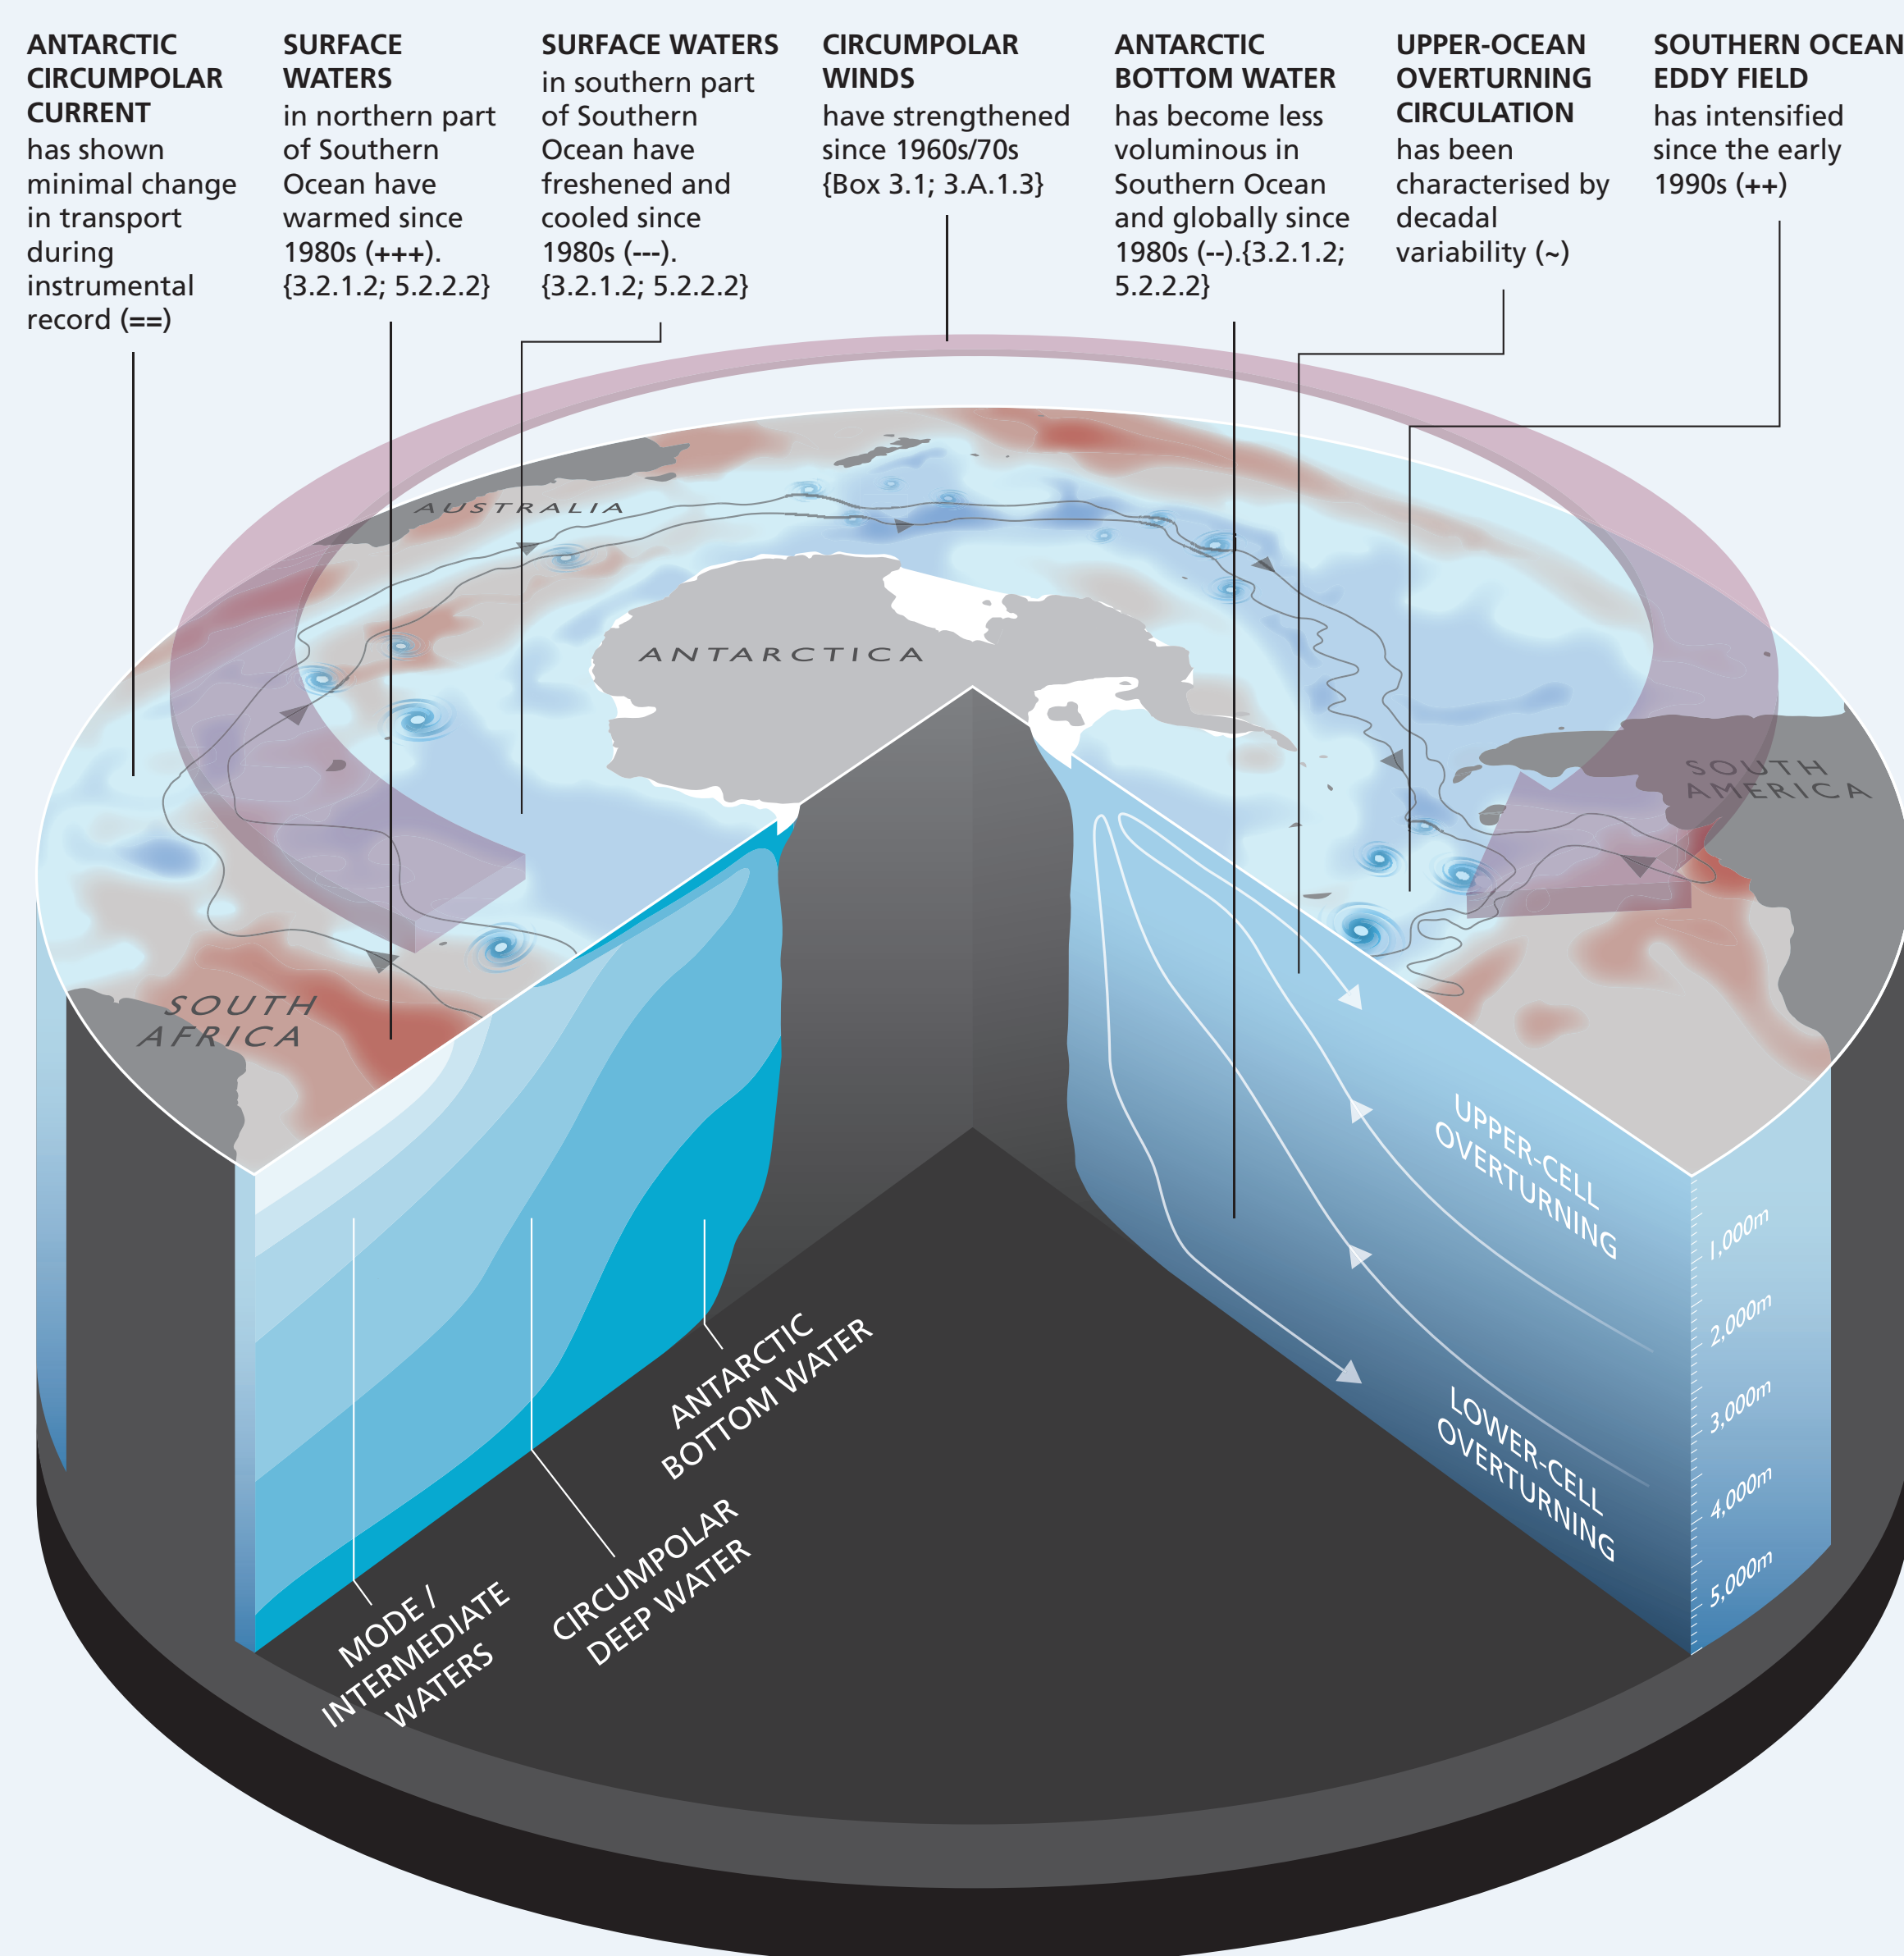 ANTARCTIC
CIRCUMPOLAR
CURRENT
has shown
minimal change
in transport
during
instrumental
record (==)
SURFACE
WATERS
in northern part
of Southern
Ocean have
warmed since
1980s (+++).
{3.2.1.2; 5.2.2.2}
SURFACE WATERS
in southern part
of Southern
Ocean have
freshened and
cooled since
1980s (---).
{3.2.1.2; 5.2.2.2}
CIRCUMPOLAR
WINDS
have strengthened
since 1960s/70s
{Box 3.1; 3.A.1.3}
ANTARCTIC
BOTTOM WATER
has become less
voluminous in
Southern Ocean
and globally since
1980s (--).{3.2.1.2;
5.2.2.2}
UPPER-OCEAN
OVERTURNING
CIRCULATION
has been
characterised by
decadal
variability (~)
SOUTHERN OCEAN
EDDY FIELD
has intensified
since the early
1990s (++)
AUSTRALIA
ANTARCTICA
SOUTH
AMERICA
SOUTH
AFRICA
UPPER-CELL
OVERTURNING
LOWER-CELL
OVERTURNING
1,000m
2,000m
3,000m
4,000m
5,000m
ANTARCTIC
BOTTOM WATER
CIRCUMPOLAR
DEEP WATER
MODE /
INTERMEDIATE
WATERS